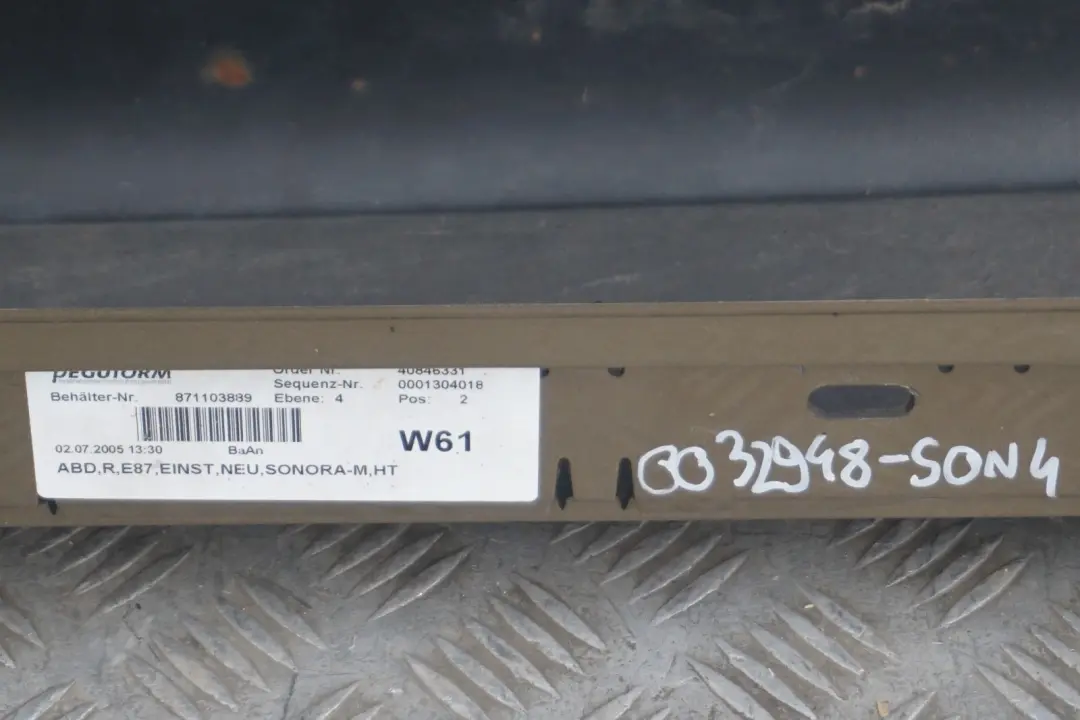 PEGUFORM Order Nr. 40846331
Sequenz-Nr. 0001304018
Behälter-Nr. 871103889 Ebene: 4 Pos: 2
02.07.2005 13:30 BaAn W61
ABD,R,E87,EINST,NEU,SONORA-M,HT
0032948-SON4